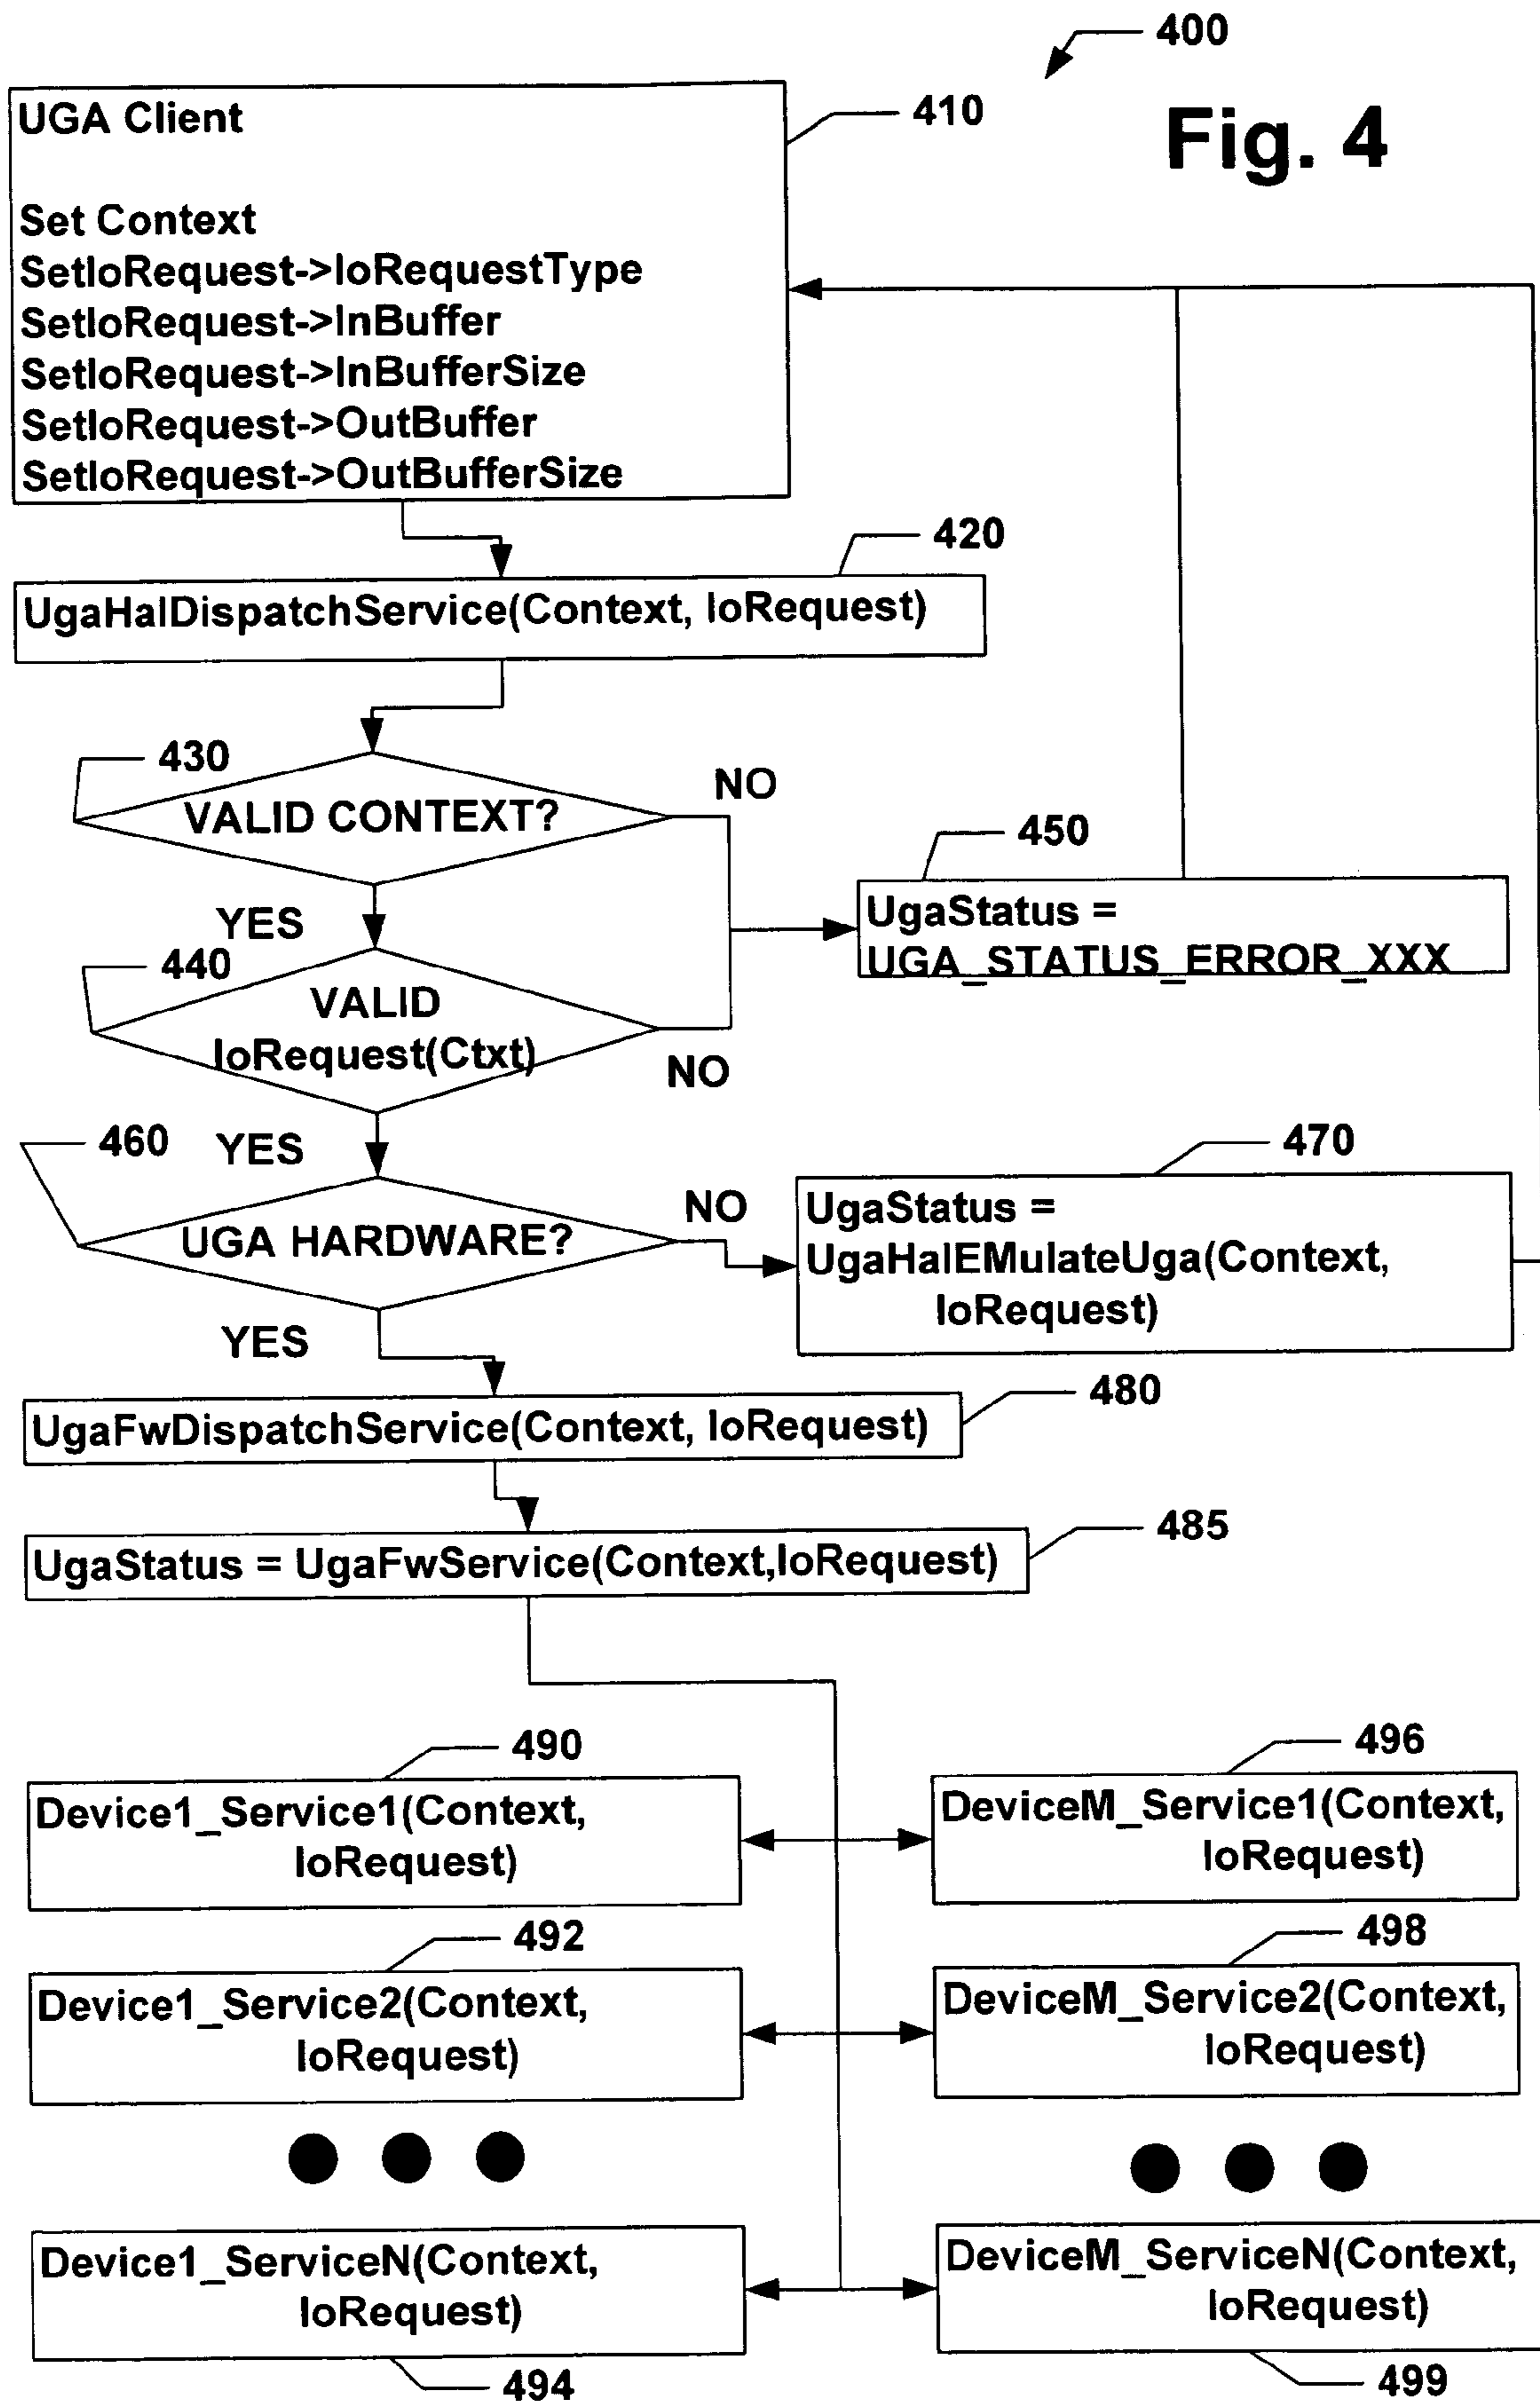 400
Fig. 4
410
UGA Client
Set Context
SetIoRequest->IoRequestType
SetIoRequest->InBuffer
SetIoRequest->InBufferSize
SetIoRequest->OutBuffer
SetIoRequest->OutBufferSize
420
UgaHalDispatchService(Context, IoRequest)
430
VALID CONTEXT?
NO
YES
450
UgaStatus =
UGA_STATUS_ERROR_XXX
440
VALID
IoRequest(Ctxt)
NO
YES
460
UGA HARDWARE?
NO
YES
470
UgaStatus =
UgaHalEMulateUga(Context,
IoRequest)
480
UgaFwDispatchService(Context, IoRequest)
485
UgaStatus = UgaFwService(Context,IoRequest)
490
Device1_Service1(Context,
IoRequest)
496
DeviceM_Service1(Context,
IoRequest)
492
Device1_Service2(Context,
IoRequest)
498
DeviceM_Service2(Context,
IoRequest)
Device1_ServiceN(Context,
IoRequest)
494
DeviceM_ServiceN(Context,
IoRequest)
499